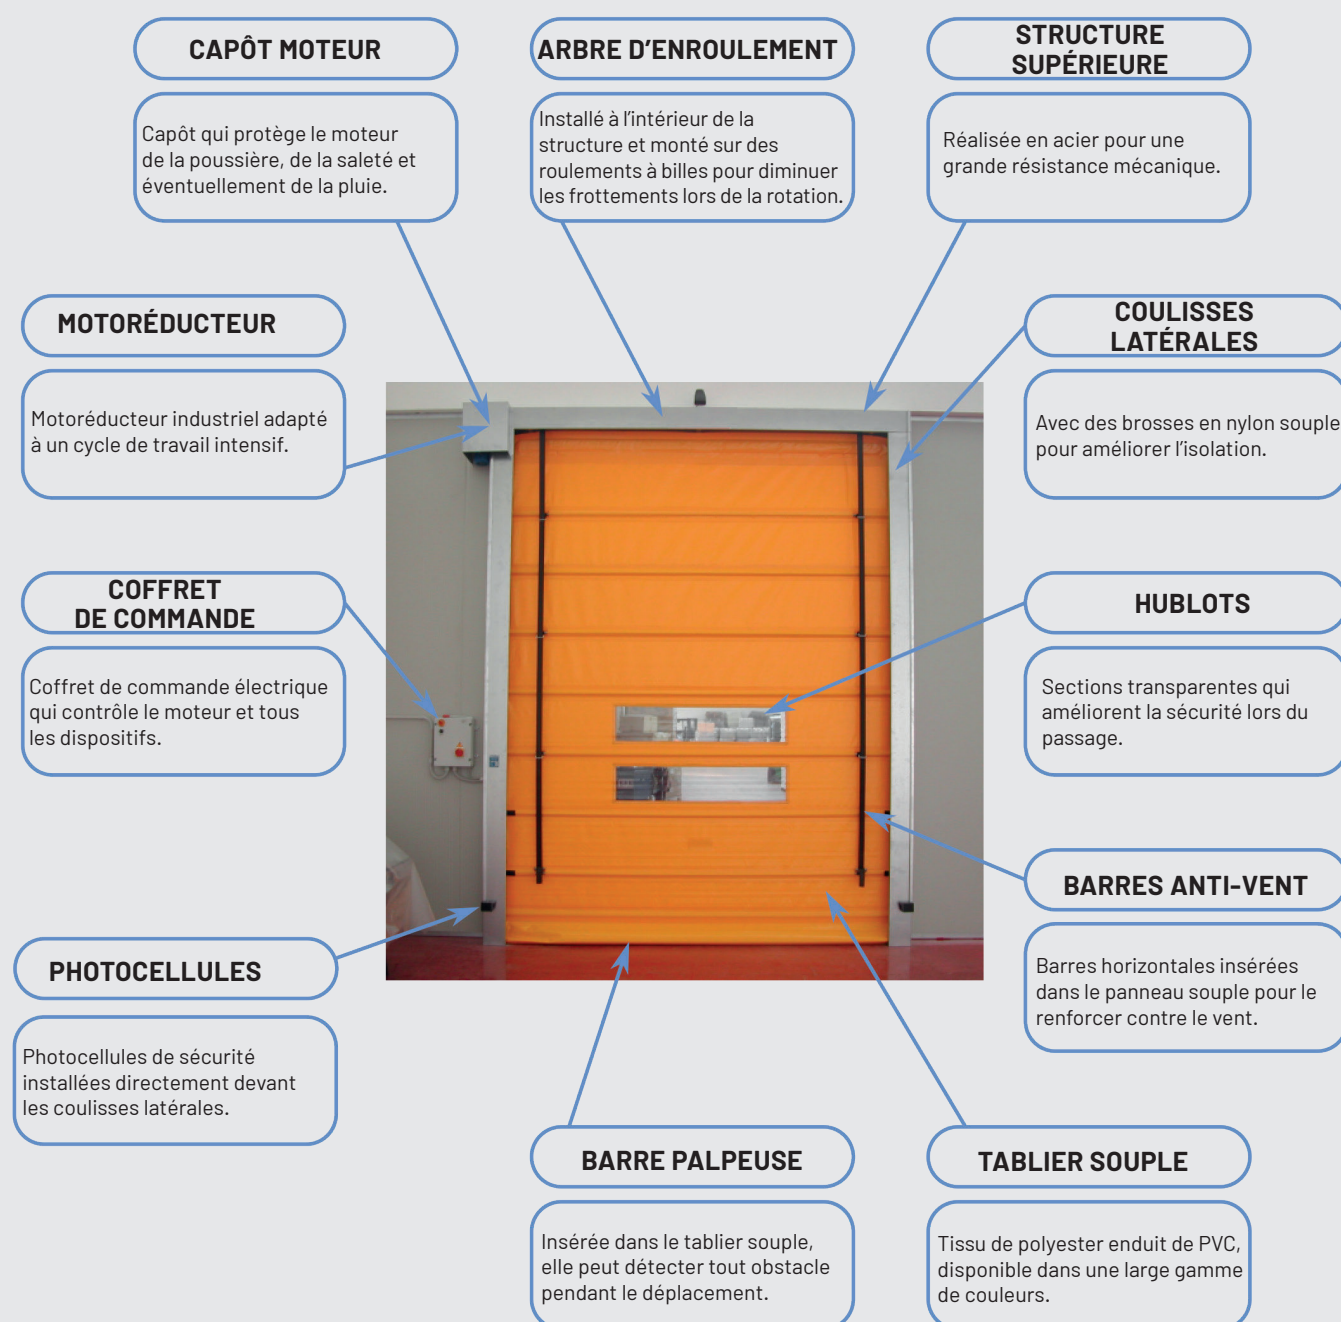 CAPÔT MOTEUR
Capôt qui protège le moteur
de la poussière, de la saleté et
éventuellement de la pluie.
ARBRE D’ENROULEMENT
Installé à l’intérieur de la
structure et monté sur des
roulements à billes pour diminuer
les frottements lors de la rotation.
STRUCTURE
SUPÉRIEURE
Réalisée en acier pour une
grande résistance mécanique.
MOTORÉDUCTEUR
Motoréducteur industriel adapté
à un cycle de travail intensif.
COULISSES
LATÉRALES
Avec des brosses en nylon souple
pour améliorer l’isolation.
COFFRET
DE COMMANDE
Coffret de commande électrique
qui contrôle le moteur et tous
les dispositifs.
HUBLOTS
Sections transparentes qui
améliorent la sécurité lors du
passage.
BARRES ANTI-VENT
Barres horizontales insérées
dans le panneau souple pour le
renforcer contre le vent.
PHOTOCELLULES
Photocellules de sécurité
installées directement devant
les coulisses latérales.
BARRE PALPEUSE
Insérée dans le tablier souple,
elle peut détecter tout obstacle
pendant le déplacement.
TABLIER SOUPLE
Tissu de polyester enduit de PVC,
disponible dans une large gamme
de couleurs.